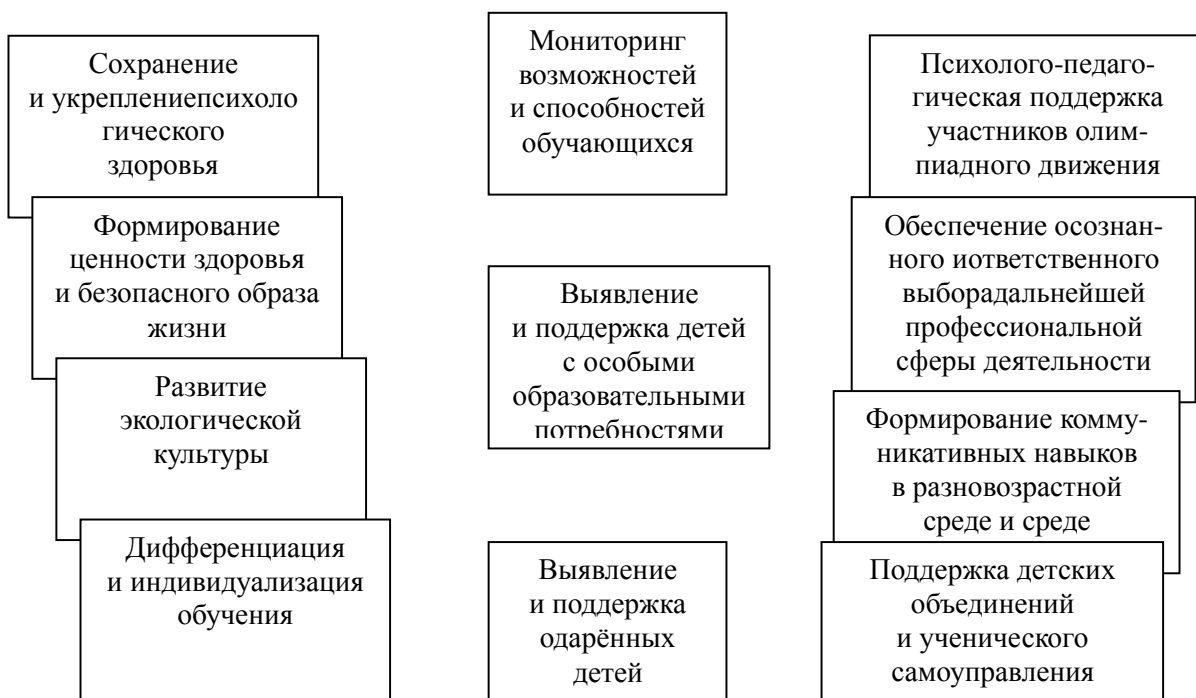 Сохранение
и укреплениепсихоло
гического
здоровья
Формирование
ценности здоровья
и безопасного образа
жизни
Развитие
экологической
культуры
Дифференциация
и индивидуализация
обучения
Мониторинг
возможностей
и способностей
обучающихся
Выявление
и поддержка детей
с особыми
образовательными
потребностями
Выявление
и поддержка
одарённых
детей
Психолого-педаго-
гическая поддержка
участников олим-
пиадного движения
Обеспечение осознан-
ного иответственного
выборадальнейшей
профессиональной
сферы деятельности
Формирование комму-
никативных навыков
в разновозрастной
среде и среде
Поддержка детских
объединений
и ученического
самоуправления